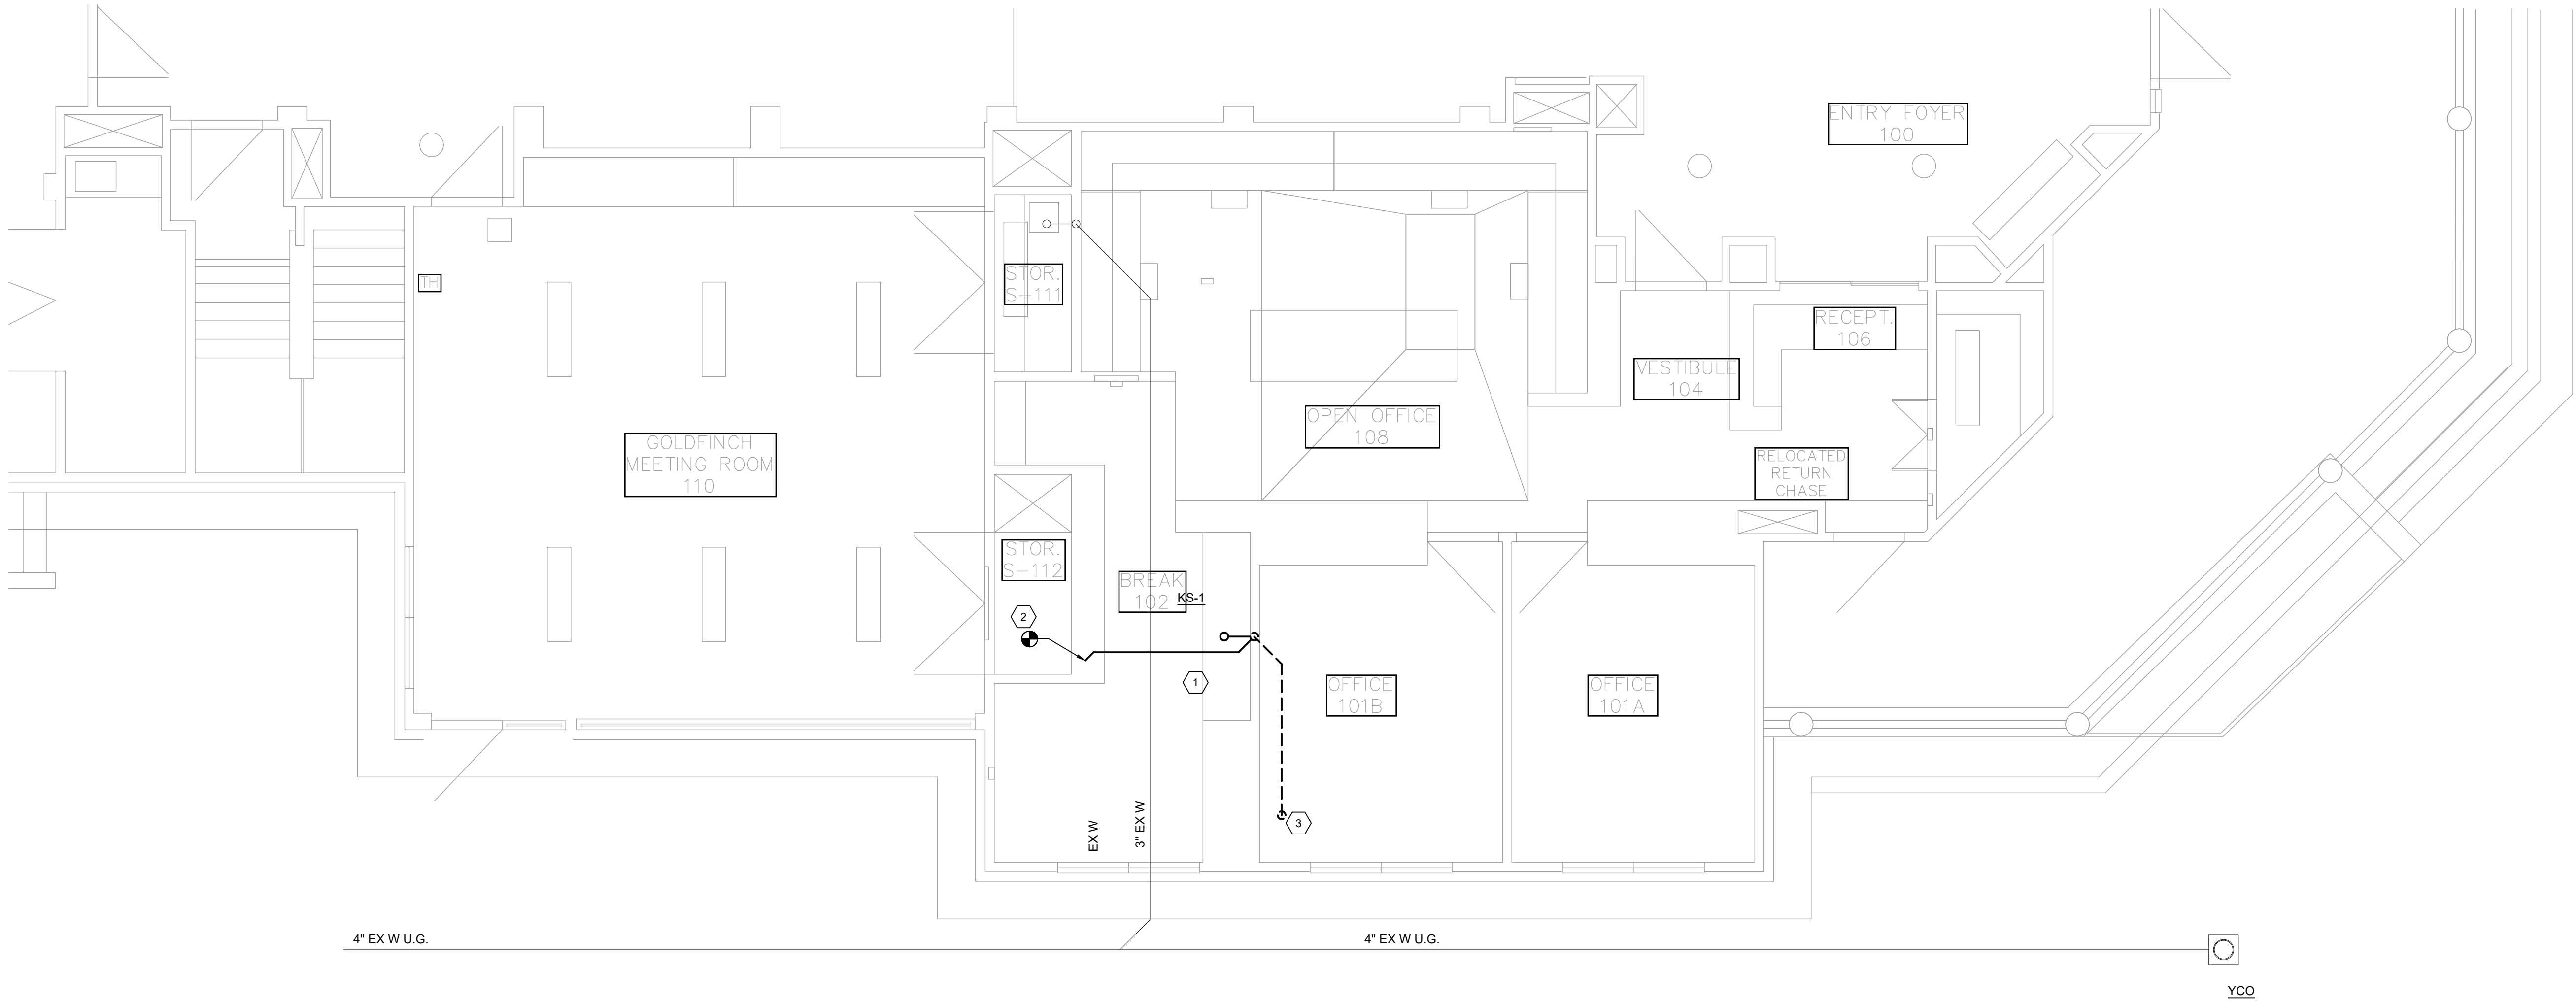 ENTRY FOYER
100
TH
STOR.
S-111
RECEPT.
106
VESTIBULE
104
OPEN OFFICE
108
GOLDFINCH
MEETING ROOM
110
RELOCATED
RETURN
CHASE
STOR.
S-112
BREAK
102
KS-1
2
1
OFFICE
101B
OFFICE
101A
3
EX W
3" EX W
4" EX W U.G.
4" EX W U.G.
YCO